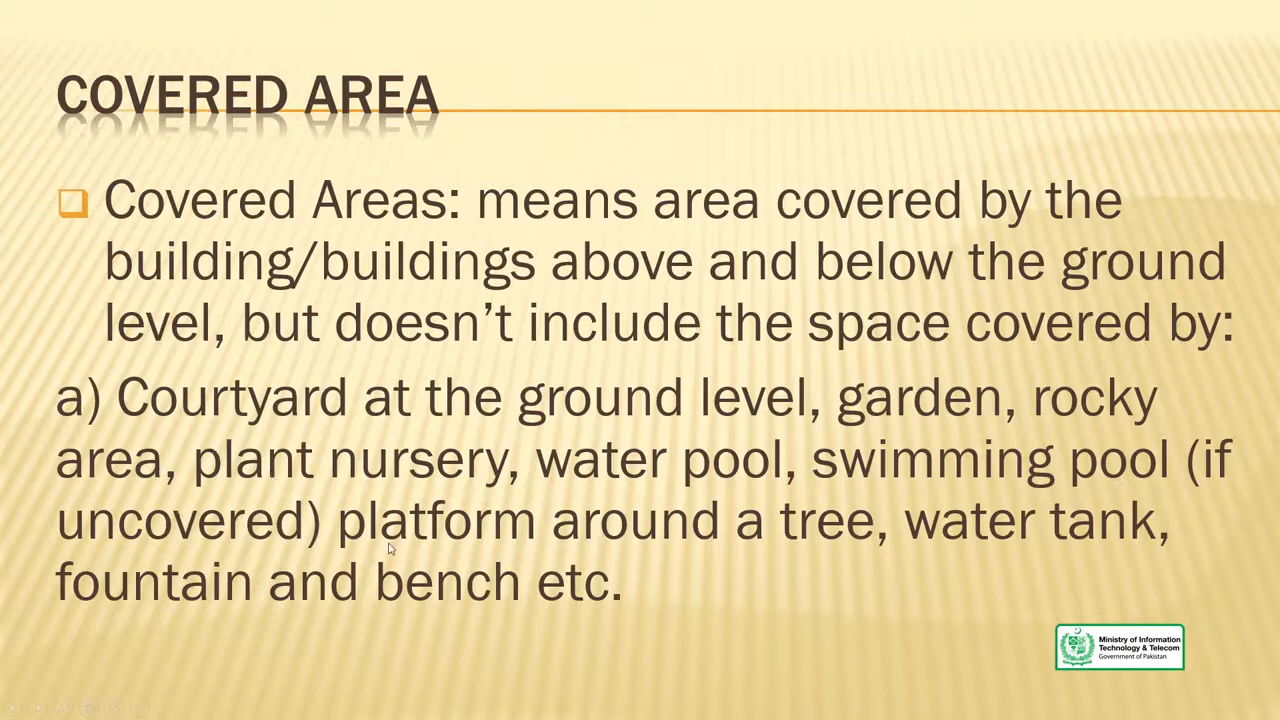 COVERED AREA
Covered Areas: means area covered by the
building/buildings above and below the ground
level, but doesn’t include the space covered by:
a) Courtyard at the ground level, garden, rocky
area, plant nursery, water pool, swimming pool (if
uncovered) platform around a tree, water tank,
fountain and bench etc.
Ministry of Information
Technology & Telecom
Government of Pakistan